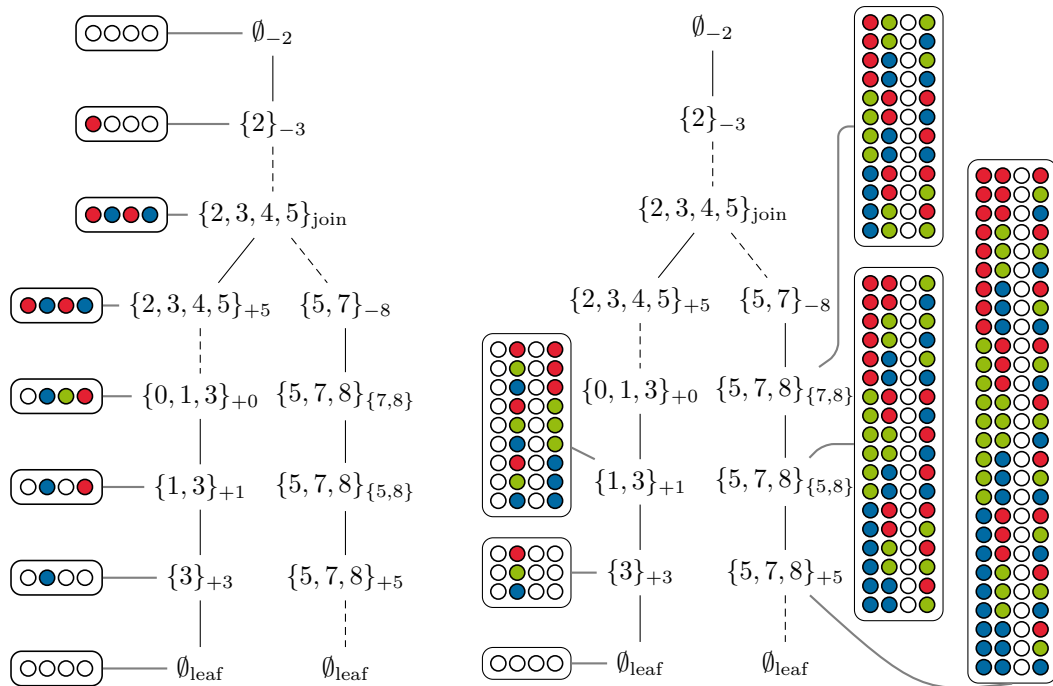 ∅₋₂ ∅₋₂
{2}₋₃ {2}₋₃
{2, 3, 4, 5}join {2, 3, 4, 5}join
{2, 3, 4, 5}₊₅ {5, 7}₋₈ {2, 3, 4, 5}₊₅ {5, 7}₋₈
{0, 1, 3}₊₀ {5, 7, 8}{7,8} {0, 1, 3}₊₀ {5, 7, 8}{7,8}
{1, 3}₊₁ {5, 7, 8}{5,8} {1, 3}₊₁ {5, 7, 8}{5,8}
{3}₊₃ {5, 7, 8}₊₅ {3}₊₃ {5, 7, 8}₊₅
∅leaf ∅leaf ∅leaf ∅leaf